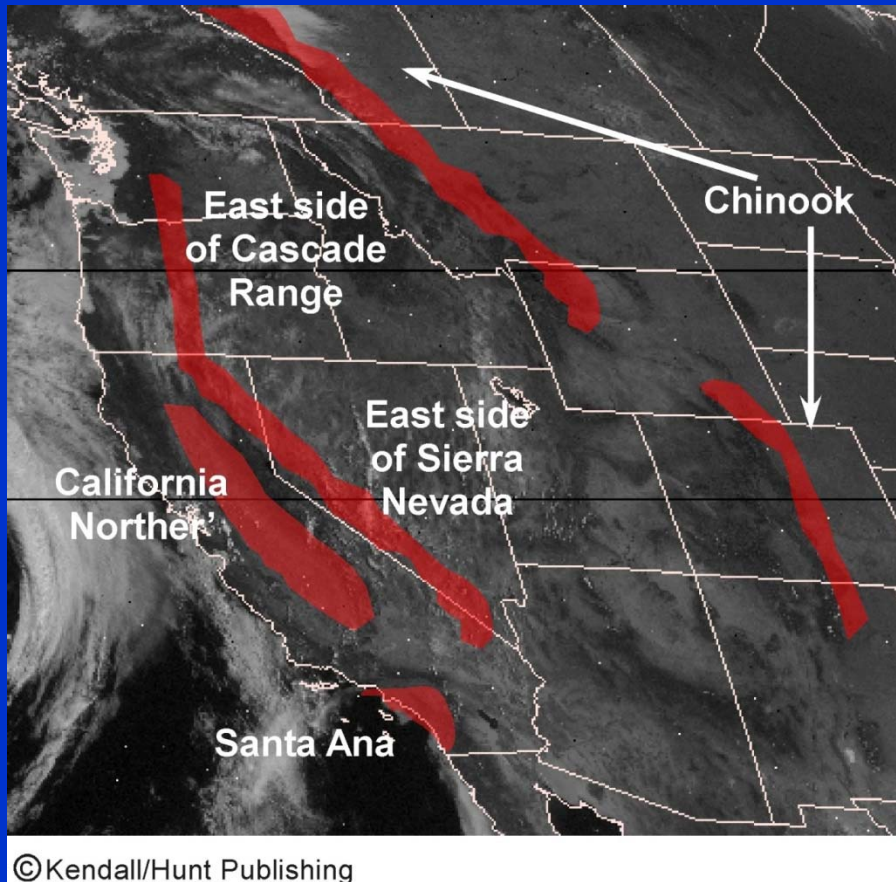 Chinook
East side
of Cascade
Range
East side
of Sierra
Nevada
California
Norther’
Santa Ana
©Kendall/Hunt Publishing